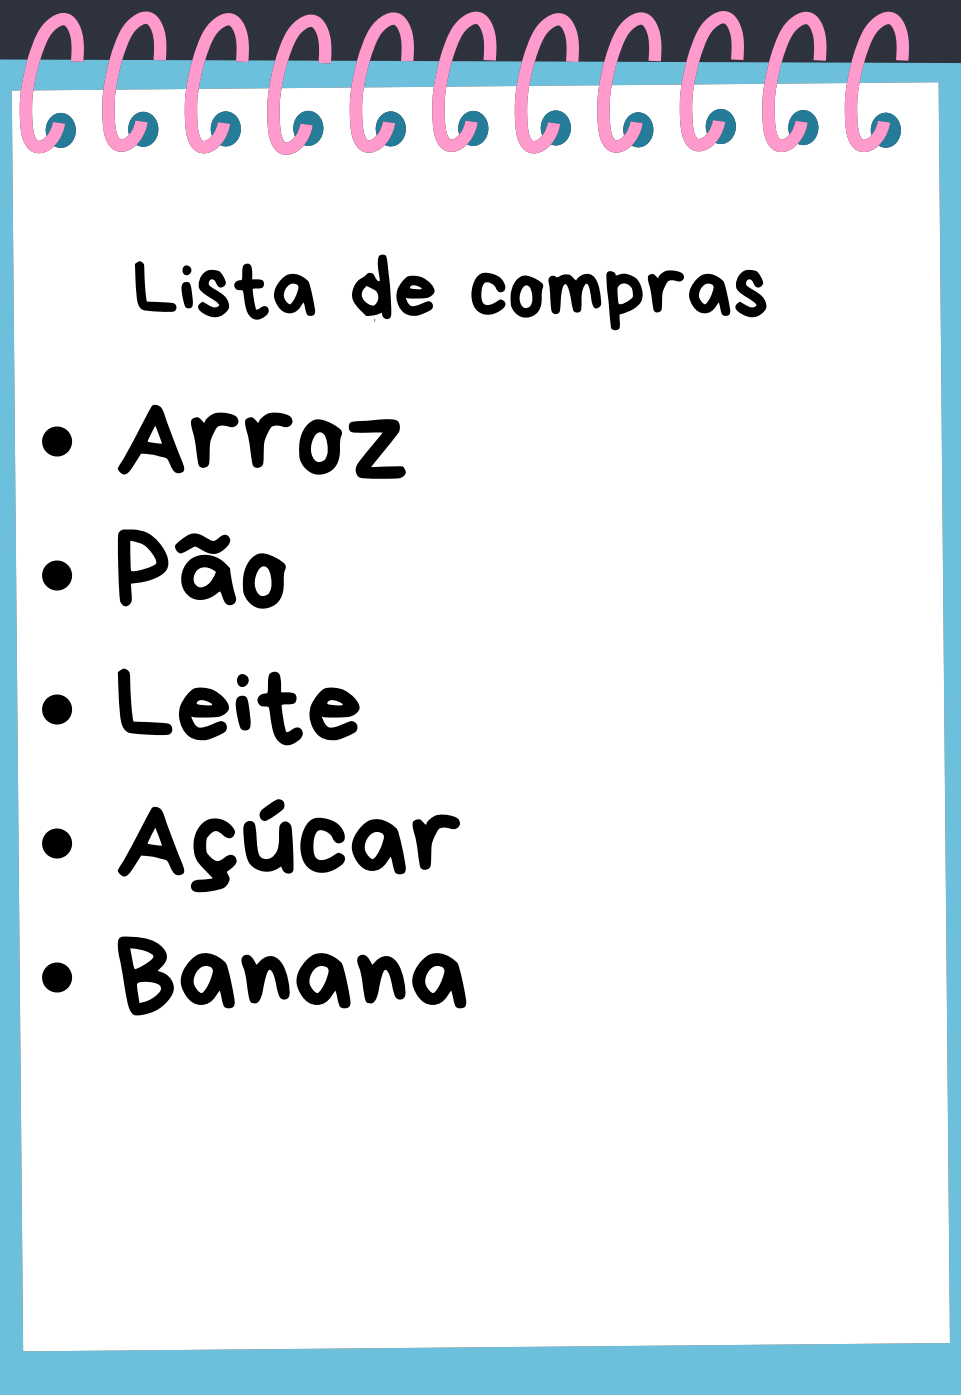 Lista de compras
• Arroz
• Pão
• Leite
• Açúcar
• Banana